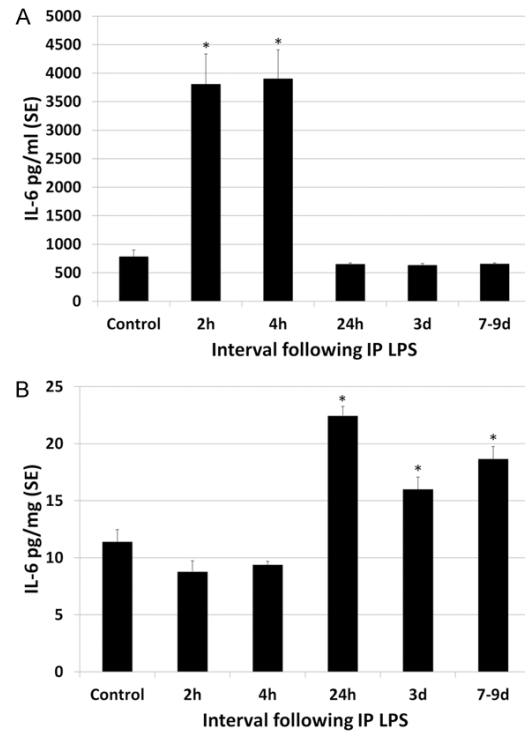 A
5000
4500
4000
3500
3000
2500
2000
1500
1000
500
0
IL-6 pg/ml (SE)
*
*
Control 2h 4h 24h 3d 7-9d
Interval following IP LPS
B
25
20
15
10
5
0
IL-6 pg/mg (SE)
*
*
*
Control 2h 4h 24h 3d 7-9d
Interval following IP LPS